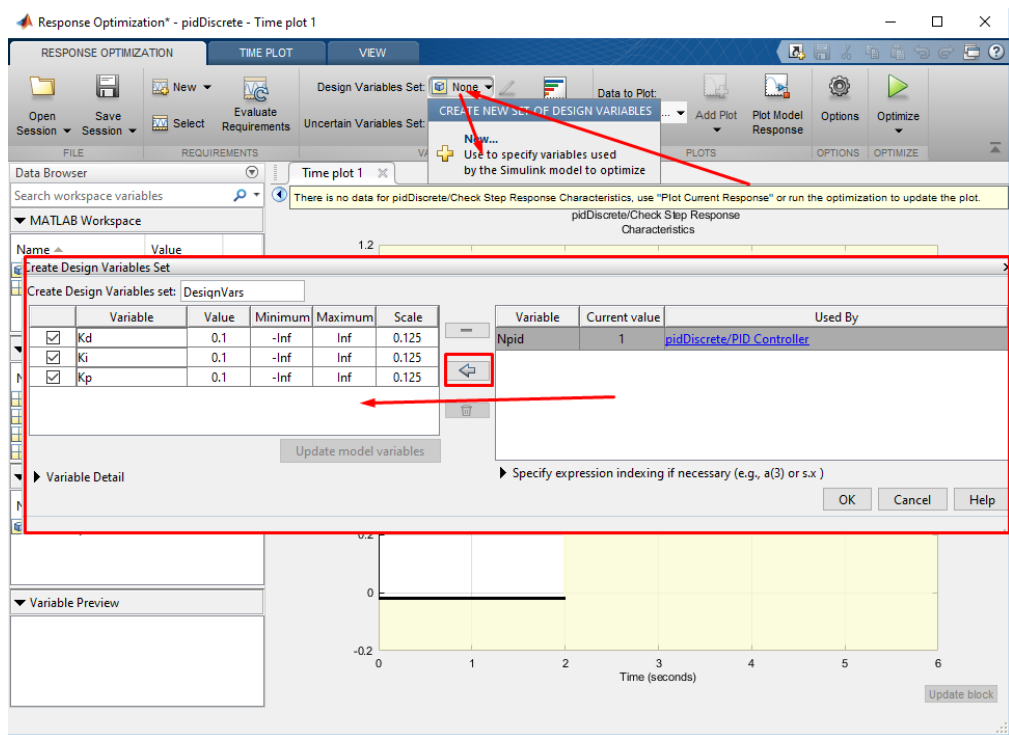 Response Optimization* - pidDiscrete - Time plot 1
RESPONSE OPTIMIZATION TIME PLOT VIEW
New
Design Variables Set: None
Data to Plot:
Open Session
Save Session
Select
Evaluate Requirements
Uncertain Variables Set:
CREATE NEW SET OF DESIGN VARIABLES
New...
Use to specify variables used
by the Simulink model to optimize
Add Plot
Plot Model Response
Options
Optimize
FILE REQUIREMENTS PLOTS OPTIONS OPTIMIZE
Data Browser
Time plot 1
Search workspace variables
There is no data for pidDiscrete/Check Step Response Characteristics, use "Plot Current Response" or run the optimization to update the plot.
MATLAB Workspace
pidDiscrete/Check Step Response
Characteristics
Name Value
1.2
Create Design Variables Set
Create Design Variables set: DesignVars
Variable Value Minimum Maximum Scale
Kd 0.1 -Inf Inf 0.125
Ki 0.1 -Inf Inf 0.125
Kp 0.1 -Inf Inf 0.125
Variable Current value Used By
Npid 1 pidDiscrete/PID Controller
Update model variables
Variable Detail
Specify expression indexing if necessary (e.g., a(3) or s.x )
OK Cancel Help
0.2
0
-0.2
0 1 2 3 4 5 6
Time (seconds)
Variable Preview
Update block